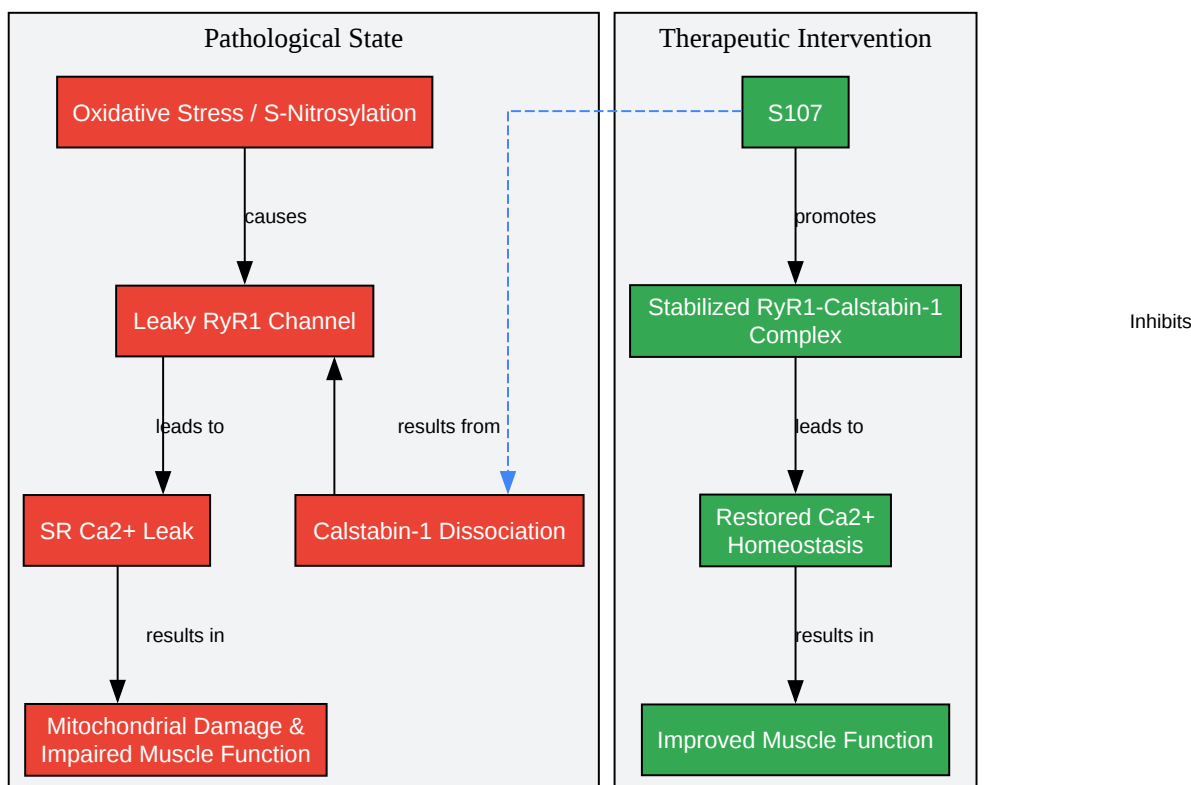 Pathological State
Therapeutic Intervention
Oxidative Stress / S-Nitrosylation
S107
causes
promotes
Leaky RyR1 Channel
Stabilized RyR1-Calstabin-1
Complex
Inhibits
leads to
results from
leads to
SR Ca2+ Leak
Calstabin-1 Dissociation
Restored Ca2+
Homeostasis
results in
results in
Mitochondrial Damage &
Impaired Muscle Function
Improved Muscle Function